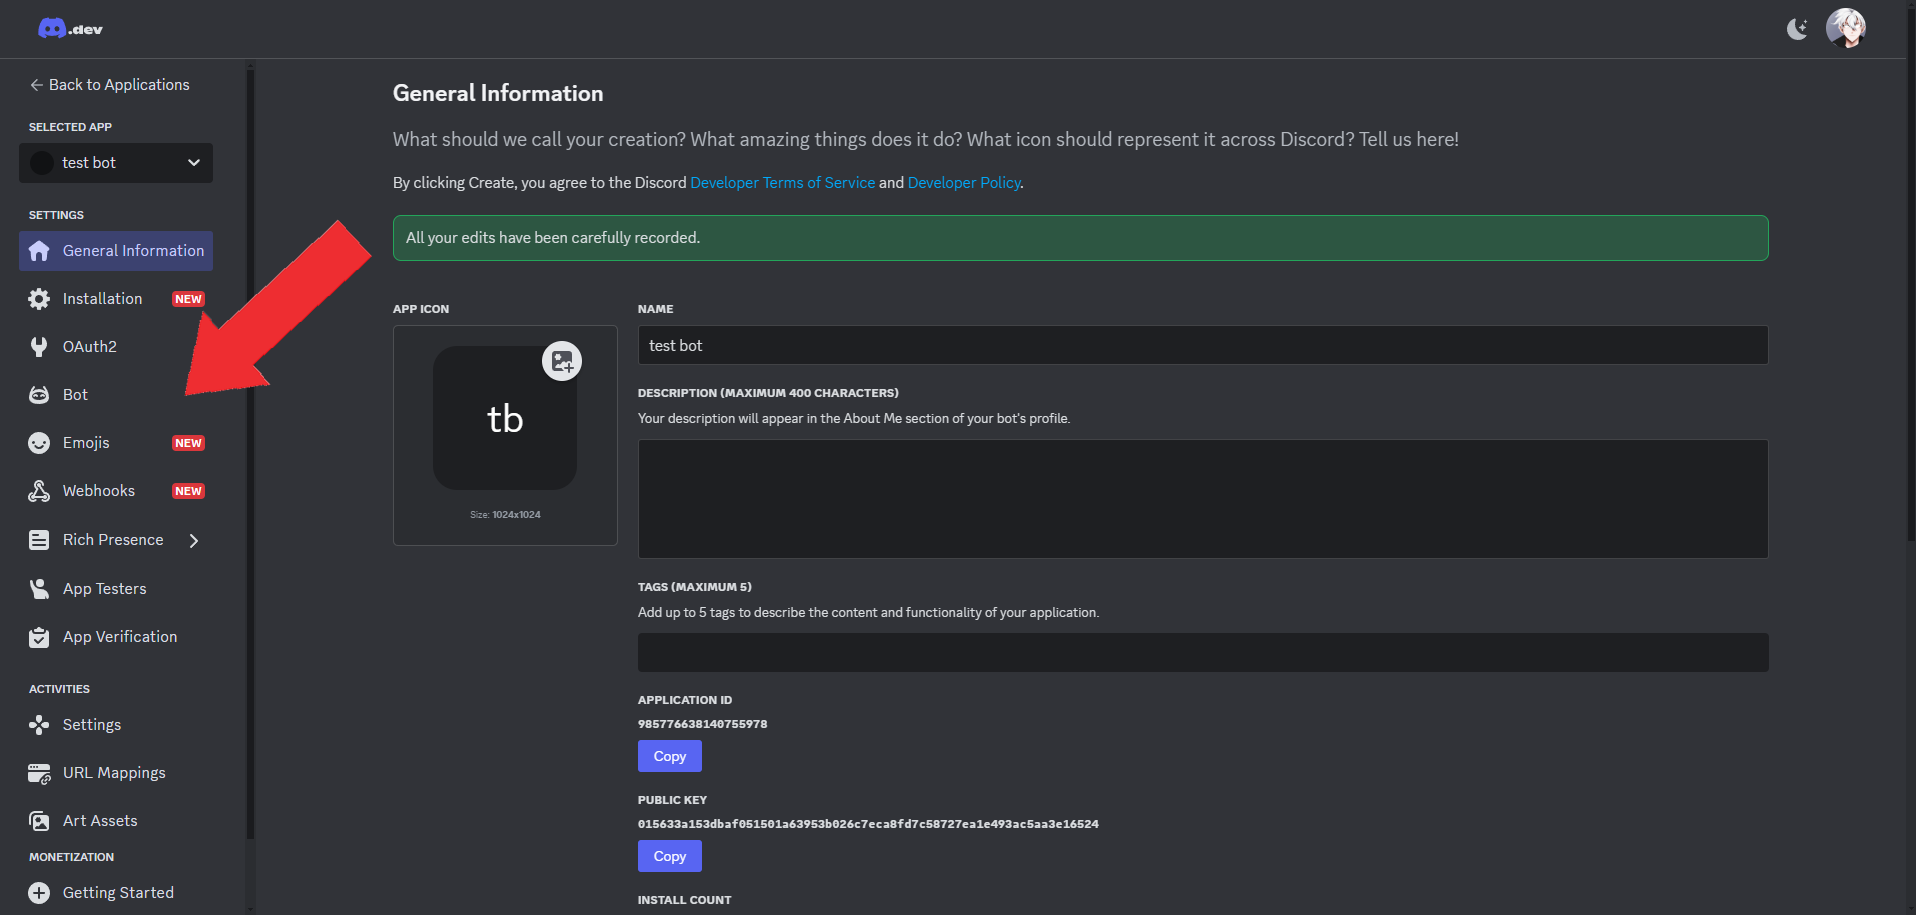 .dev
Back to Applications
SELECTED APP
test bot
SETTINGS
General Information
Installation NEW
OAuth2
Bot
Emojis NEW
Webhooks NEW
Rich Presence
App Testers
App Verification
ACTIVITIES
Settings
URL Mappings
Art Assets
MONETIZATION
Getting Started
General Information
What should we call your creation? What amazing things does it do? What icon should represent it across Discord? Tell us here!
By clicking Create, you agree to the Discord Developer Terms of Service and Developer Policy.
All your edits have been carefully recorded.
APP ICON
tb
Size: 1024x1024
NAME
test bot
DESCRIPTION (MAXIMUM 400 CHARACTERS)
Your description will appear in the About Me section of your bot's profile.
TAGS (MAXIMUM 5)
Add up to 5 tags to describe the content and functionality of your application.
APPLICATION ID
985776638140755978
Copy
PUBLIC KEY
015633a153dbaf051501a63953b026c7eca8fd7c58727ea1e493ac5aa3e16524
Copy
INSTALL COUNT